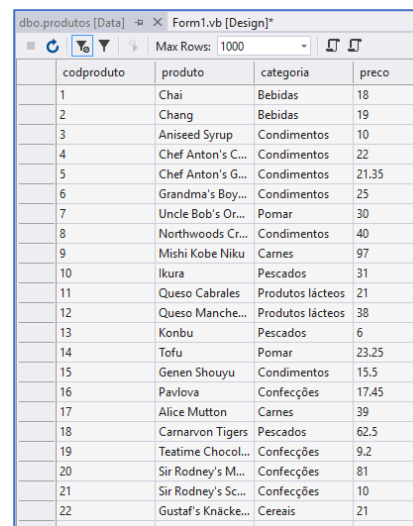 dbo.produtos [Data] Form1.vb [Design]*
Max Rows: 1000
codproduto produto categoria preco
1 Chai Bebidas 18
2 Chang Bebidas 19
3 Aniseed Syrup Condimentos 10
4 Chef Anton's C... Condimentos 22
5 Chef Anton's G... Condimentos 21.35
6 Grandma's Boy... Condimentos 25
7 Uncle Bob's Or... Pomar 30
8 Northwoods Cr... Condimentos 40
9 Mishi Kobe Niku Carnes 97
10 Ikura Pescados 31
11 Queso Cabrales Produtos lácteos 21
12 Queso Manche... Produtos lácteos 38
13 Konbu Pescados 6
14 Tofu Pomar 23.25
15 Genen Shouyu Condimentos 15.5
16 Pavlova Confecções 17.45
17 Alice Mutton Carnes 39
18 Carnarvon Tigers Pescados 62.5
19 Teatime Chocol... Confecções 9.2
20 Sir Rodney's M... Confecções 81
21 Sir Rodney's Sc... Confecções 10
22 Gustaf's Knäcke... Cereais 21